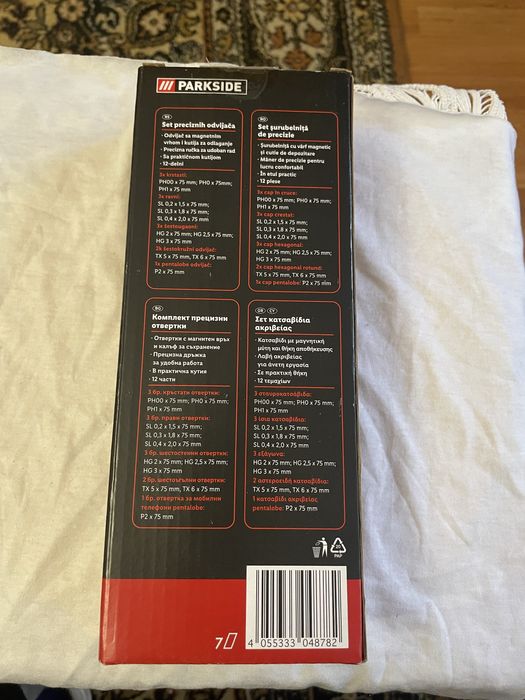 PARKSIDE
RS
Set preciznih odvijača
• Odvijač sa magnetnim
vrhom i kutija za odlaganje
• Precizna ručka za udoban rad
• Sa praktičnom kutijom
• 12-delni
3x krstasti:
PH00 x 75 mm; PH0 x 75mm;
PH1 x 75 mm
3x ravni:
SL 0,2 x 1,5 x 75 mm;
SL 0,3 x 1,8 x 75 mm;
SL 0,4 x 2,0 x 75 mm
3x šestougaoni:
HG 2 x 75 mm; HG 2,5 x 75 mm;
HG 3 x 75 mm
2x šestokružni odvijač:
TX 5 x 75 mm, TX 6 x 75 mm
1x pentalobe odvijač:
P2 x 75 mm
RO
Set șurubelniță
de precizie
• Șurubelniță cu vârf magnetic
și cutie de depozitare
• Mâner de precizie pentru
lucru confortabil
• În etui practic
• 12 piese
3x cap în cruce:
PH00 x 75 mm; PH0 x 75 mm;
PH1 x 75 mm
3x cap crestat:
SL 0,2 x 1,5 x 75 mm;
SL 0,3 x 1,8 x 75 mm;
SL 0,4 x 2,0 x 75 mm
3x cap hexagonal:
HG 2 x 75 mm; HG 2,5 x 75 mm;
HG 3 x 75 mm
2x cap hexagonal rotund:
TX 5 x 75 mm, TX 6 x 75 mm
1x cap pentalobe: P2 x 75 mm
BG
Комплект прецизни
отвертки
• Отвертки с магнитен връх
и калъф за съхранение
• Прецизна дръжка
за удобна работа
• В практична кутия
• 12 части
3 бр. кръстати отвертки:
PH00 x 75 mm; PH0 x 75 mm;
PH1 x 75 mm
3 бр. прави отвертки:
SL 0,2 x 1,5 x 75 mm;
SL 0,3 x 1,8 x 75 mm;
SL 0,4 x 2,0 x 75 mm
3 бр. шестостенни отвертки:
HG 2 x 75 mm; HG 2,5 x 75 mm;
HG 3 x 75 mm
2 бр. шестоъгълни отвертки:
TX 5 x 75 mm, TX 6 x 75 mm
1 бр. отвертка за мобилни
телефони pentalobe:
P2 x 75 mm
GR CY
Σετ κατσαβίδια
ακριβείας
• Κατσαβίδι με μαγνητική
μύτη και θήκη αποθήκευσης
• Λαβή ακριβείας
για άνετη εργασία
• Σε πρακτική θήκη
• 12 τεμαχίων
3 σταυροκατσάβιδα:
PH00 x 75 mm; PH0 x 75 mm;
PH1 x 75 mm
3 ίσια κατσαβίδια:
SL 0,2 x 1,5 x 75 mm;
SL 0,3 x 1,8 x 75 mm;
SL 0,4 x 2,0 x 75 mm
3 εξάγωνα:
HG 2 x 75 mm; HG 2,5 x 75 mm;
HG 3 x 75 mm
2 αστεροειδή κατσαβίδια:
TX 5 x 75 mm, TX 6 x 75 mm
1 κατσαβίδι ακριβείας
pentalobe: P2 x 75 mm
PAP
7
4 055333 048782